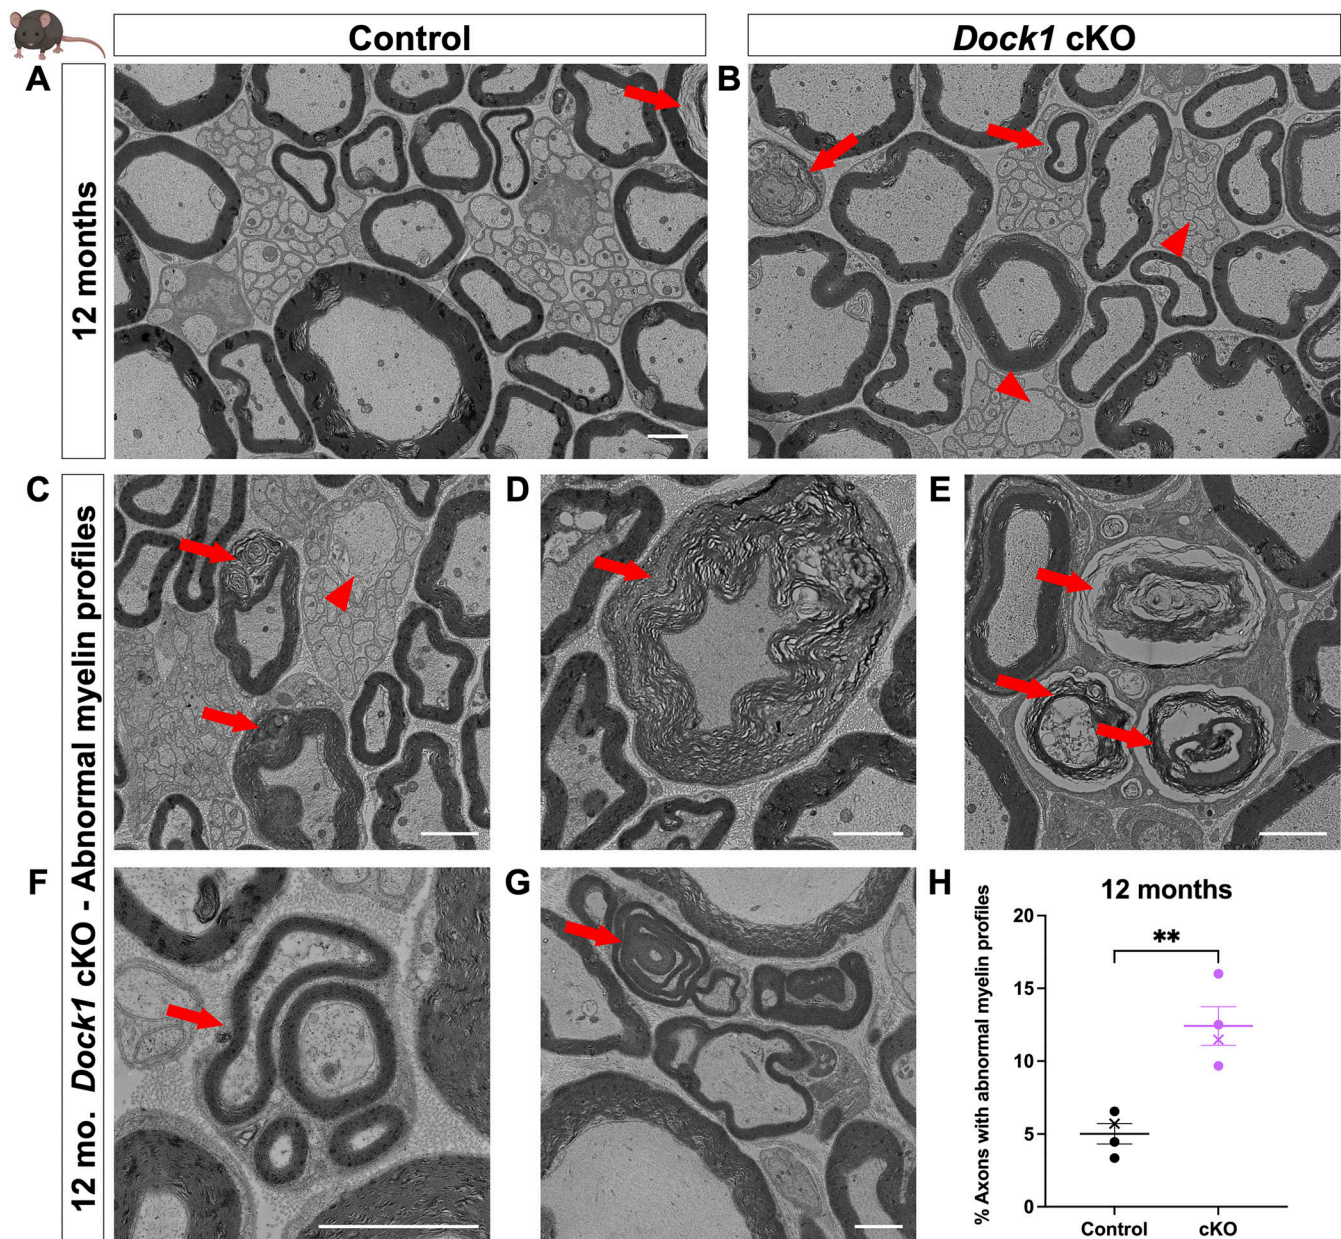 Control
Dock1 cKO
A
B
12 months
C
D
E
12 mo. Dock1 cKO - Abnormal myelin profiles
F
G
H
12 months
% Axons with abnormal myelin profiles
20
**
15
10
5
0
Control
cKO